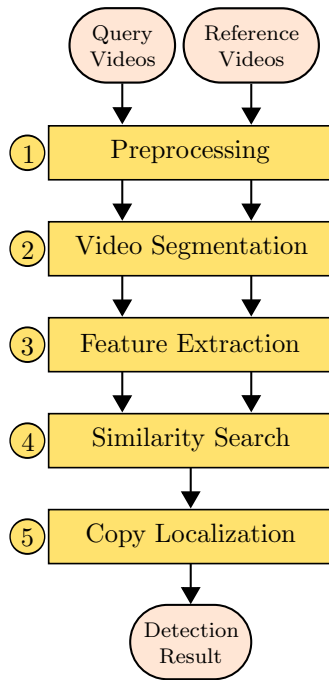 Query
Videos
Reference
Videos
1
Preprocessing
2
Video Segmentation
3
Feature Extraction
4
Similarity Search
5
Copy Localization
Detection
Result